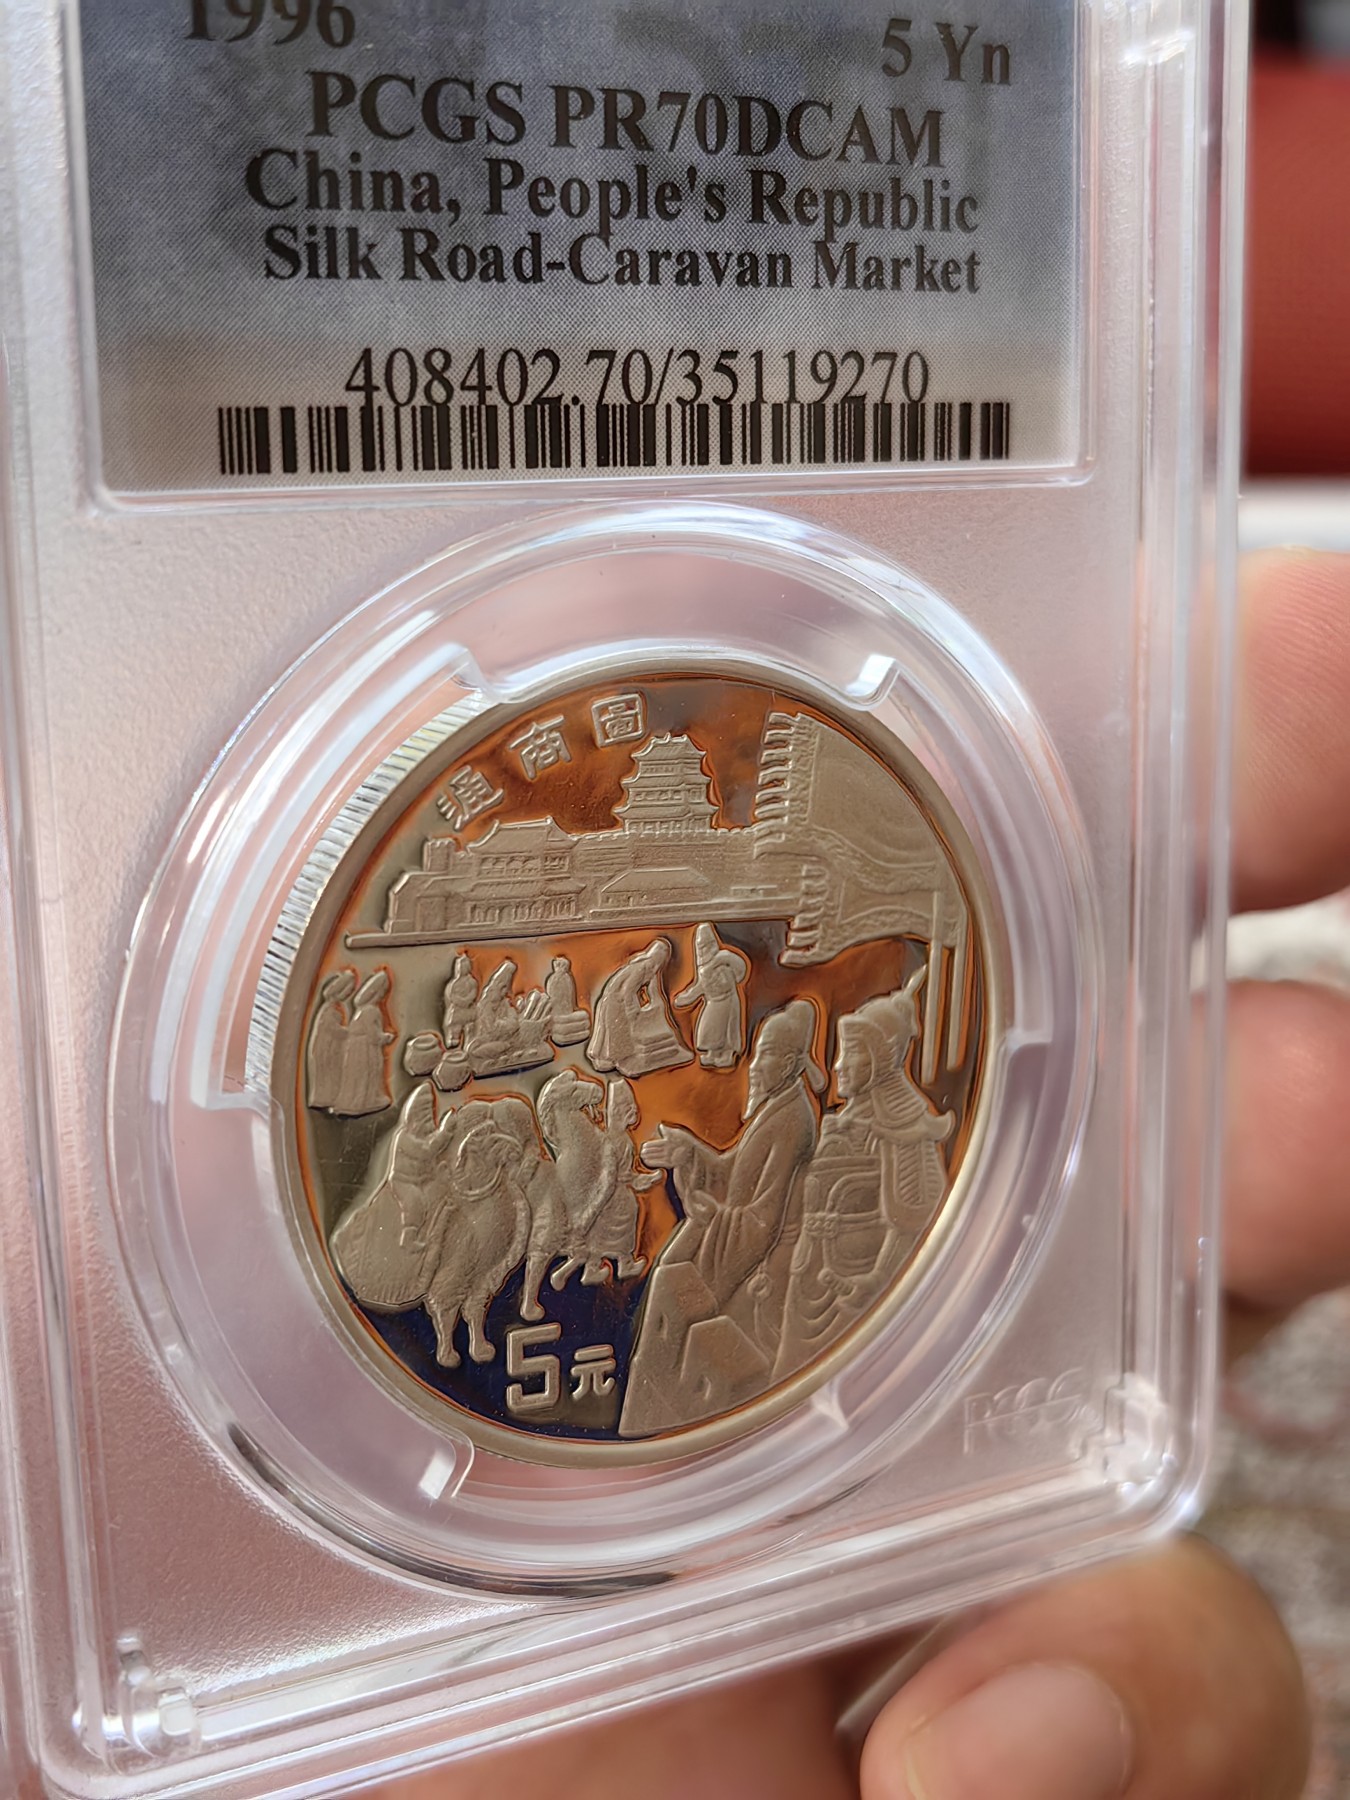 1996 5 Yn
PCGS PR70DCAM
China, People's Republic
Silk Road-Caravan Market
408402.70/35119270
通商圖
5元
PCGS